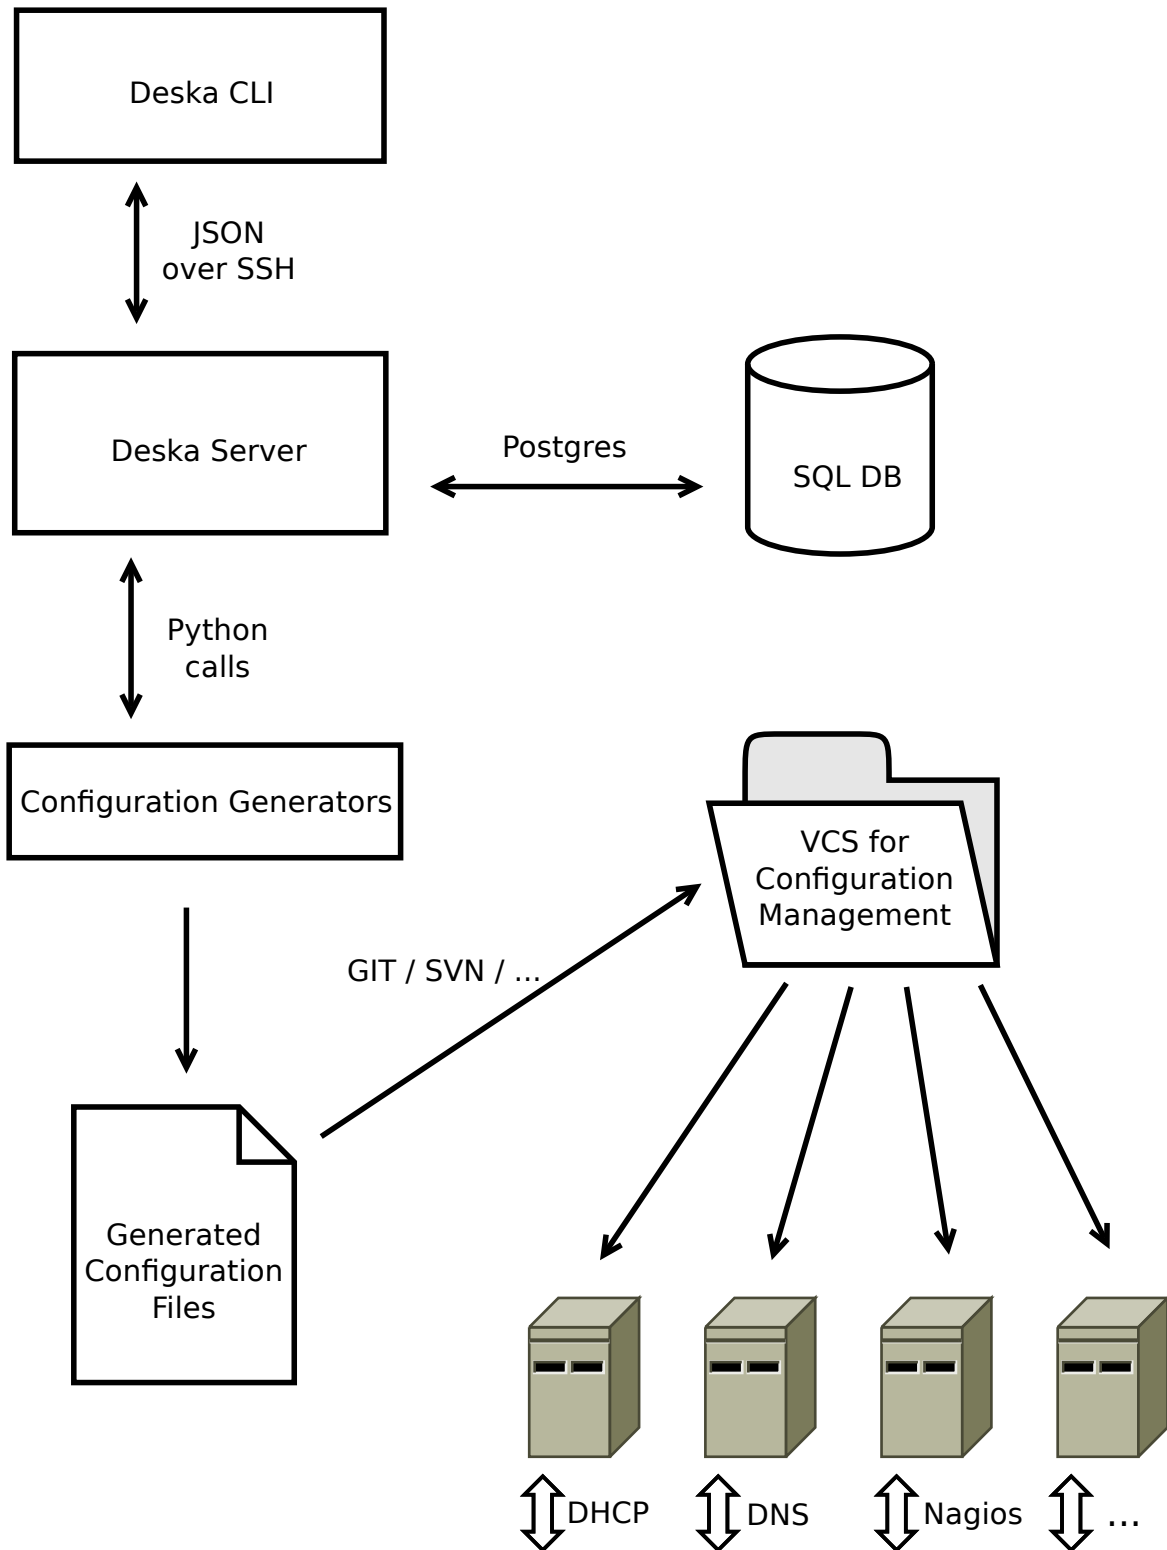 Deska CLI
JSON
over SSH
Deska Server
Postgres
SQL DB
Python
calls
Configuration Generators
VCS for
Configuration
Management
GIT / SVN / ...
Generated
Configuration
Files
DHCP
DNS
Nagios
...